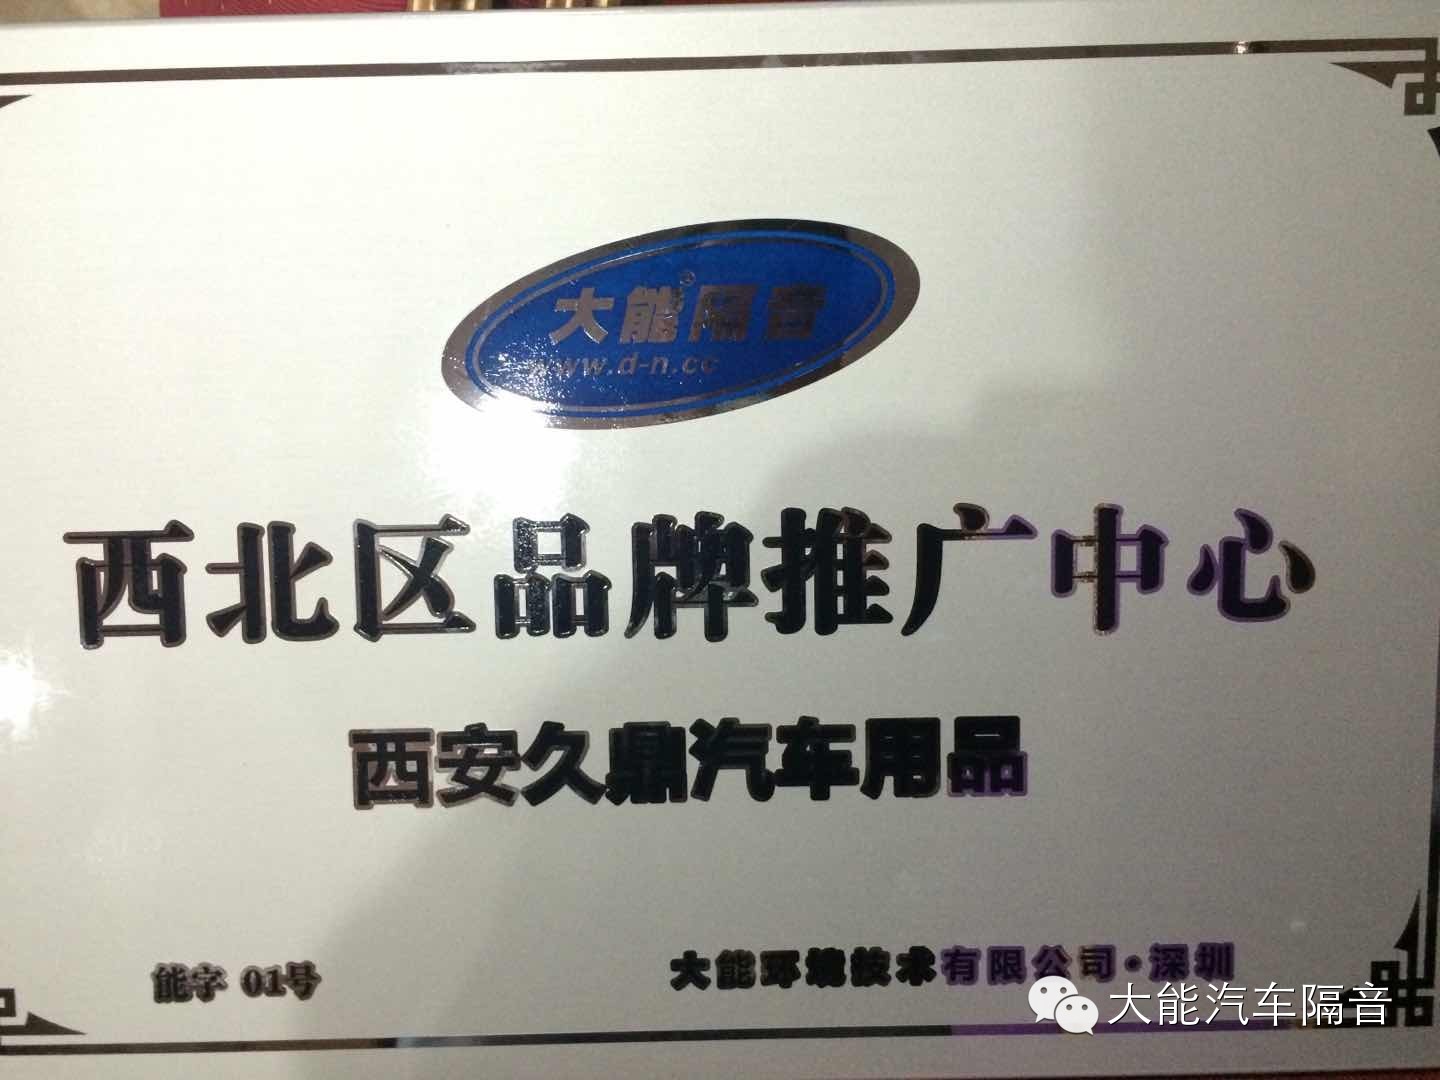 大能®隔音
www.d-n.cc
西北区品牌推广中心
西安久鼎汽车用品
能字 01号
大能环境技术有限公司·深圳
大能汽车隔音